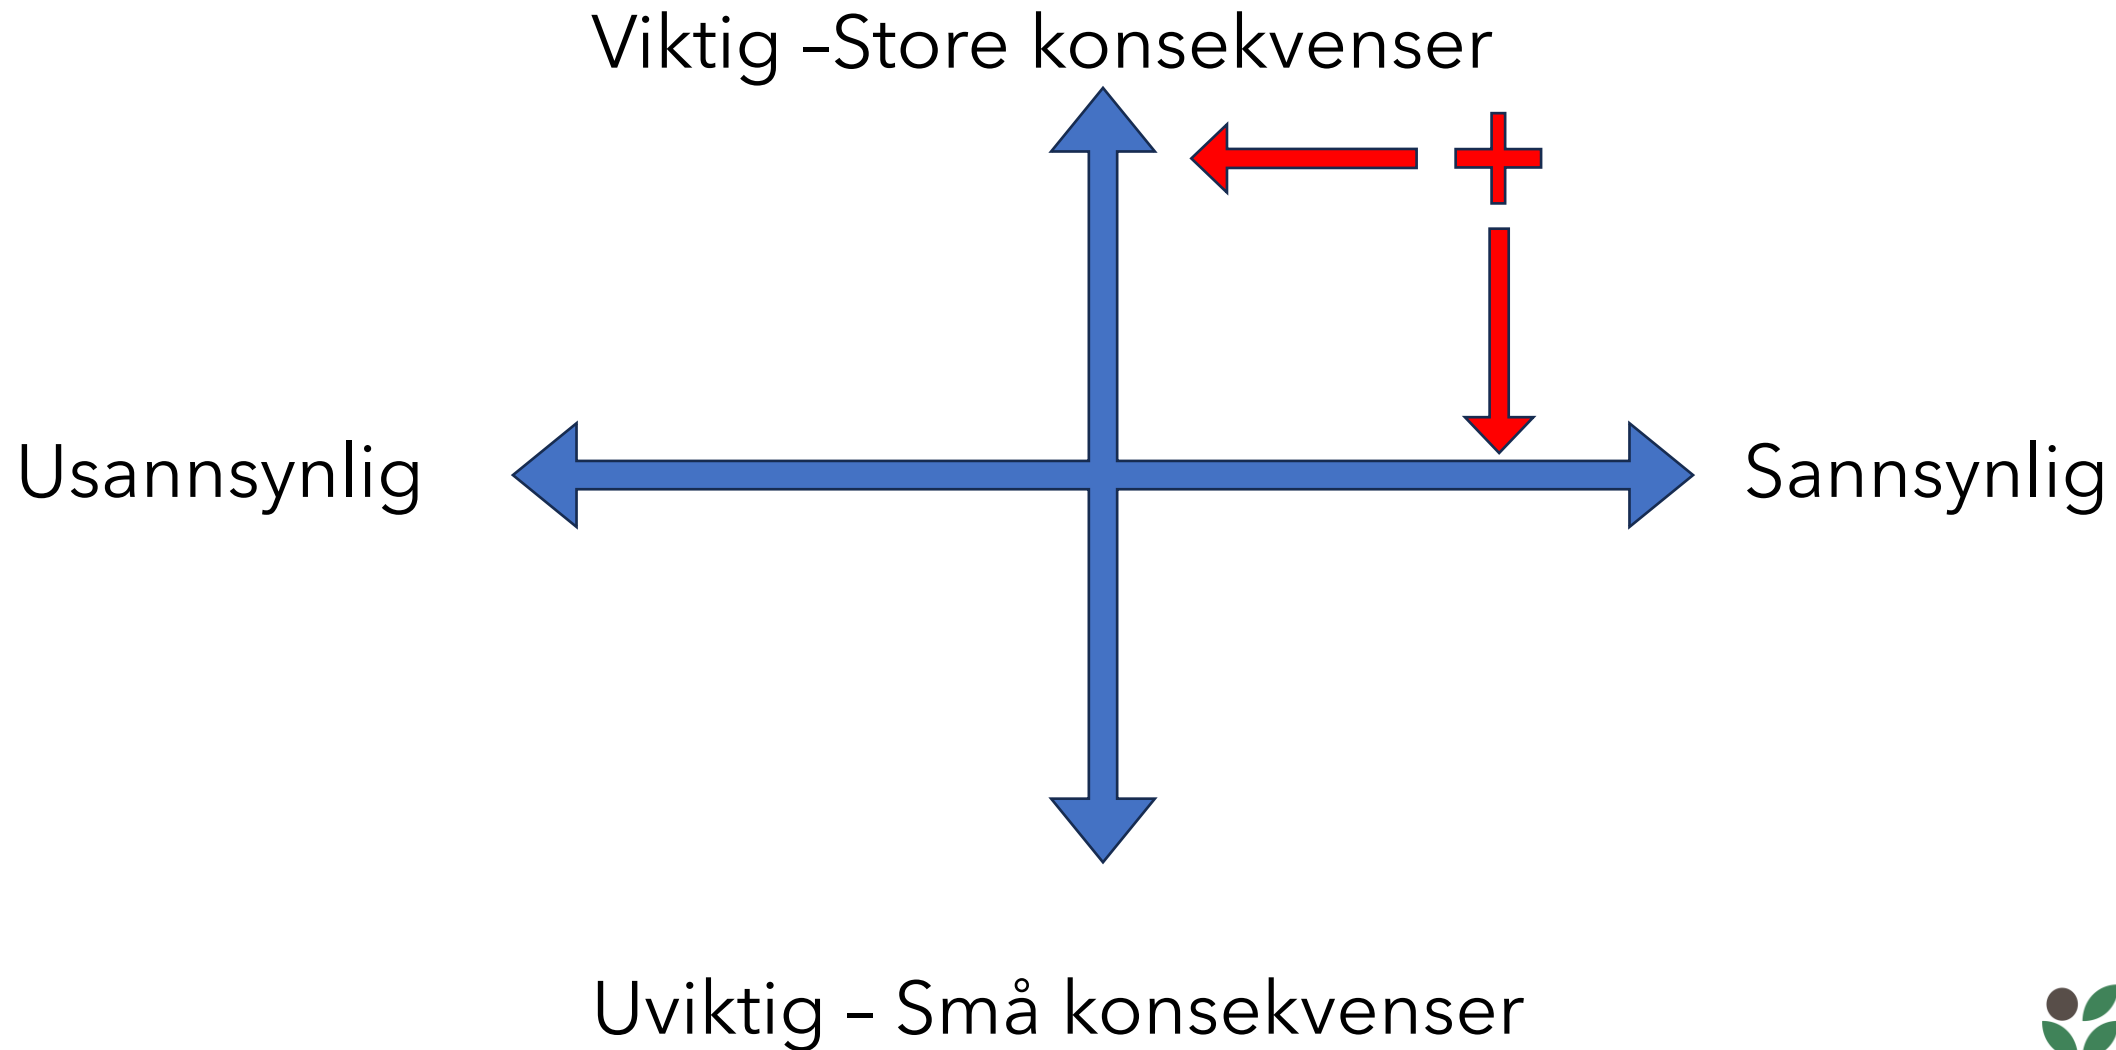 Viktig –Store konsekvenser
Usannsynlig
Sannsynlig
Uviktig – Små konsekvenser